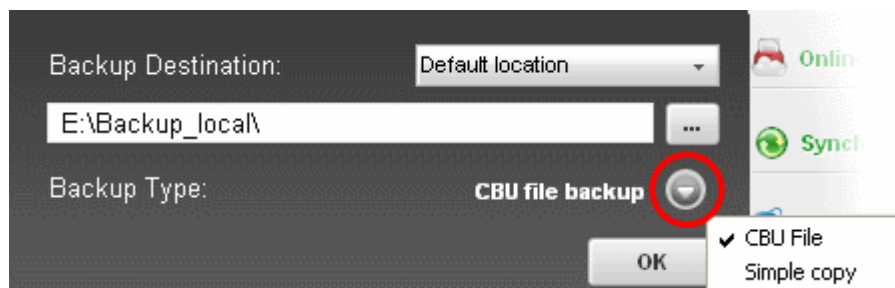 Backup Destination:
Default location
E:\Backup_local\
...
Backup Type:
CBU file backup
OK
CBU File
Simple copy